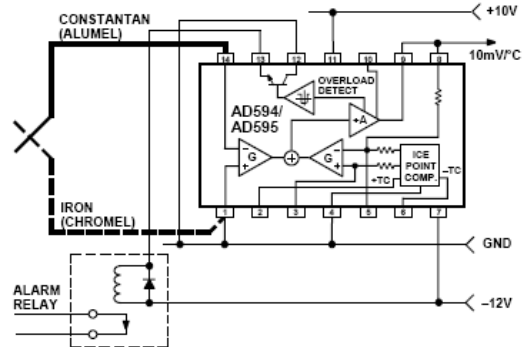 CONSTANTAN
(ALUMEL)
+10V
10mV/°C
14 13 12 11 10 9 8
OVERLOAD
DETECT
AD594/
AD595
+A
– G +
G – +
ICE
POINT
COMP.
–TC
+TC
IRON
(CHROMEL)
1 2 3 4 5 6 7
GND
ALARM
RELAY
–12V